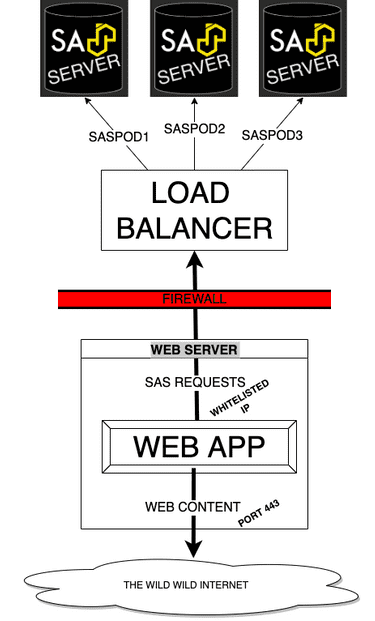 SAS SAS SAS
SERVER SERVER SERVER
SASPOD1 SASPOD2 SASPOD3
LOAD
BALANCER
FIREWALL
WEB SERVER
SAS REQUESTS
WHITELISTED
IP
WEB APP
WEB CONTENT
PORT 443
THE WILD WILD INTERNET